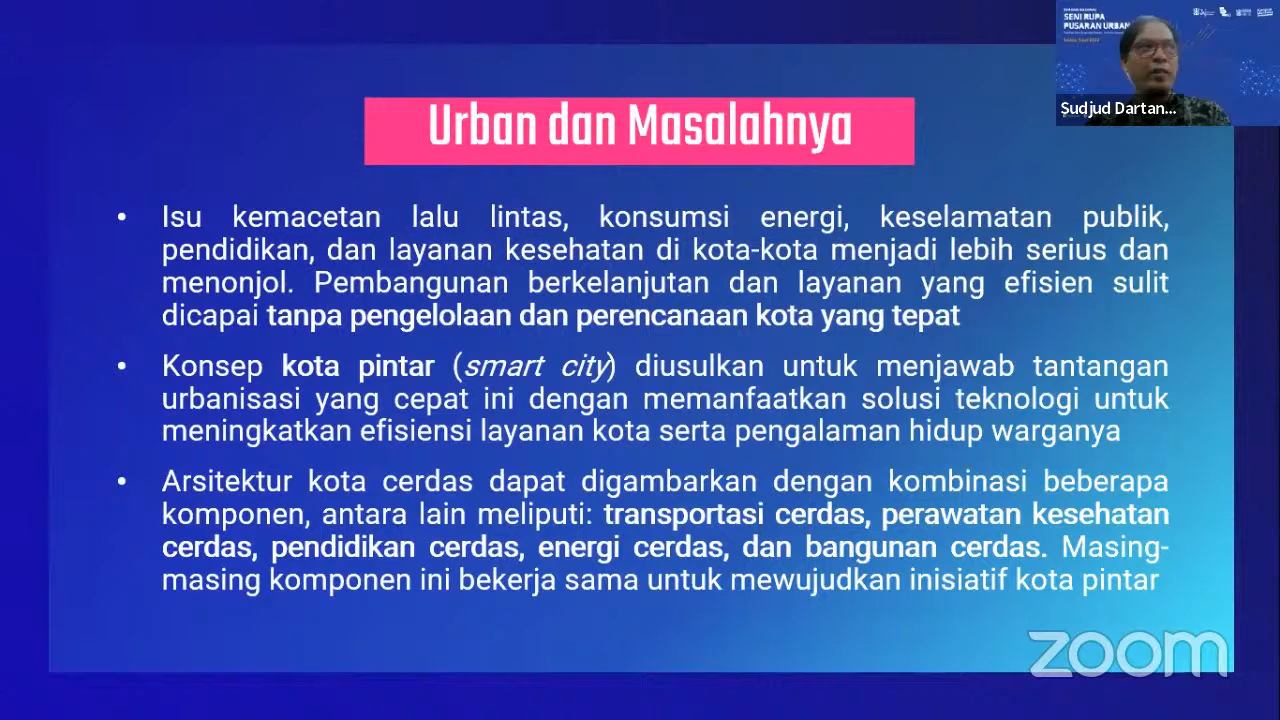 SENI RUPA
PUSARAN URBAN
Sudjud Dartan...
Urban dan Masalahnya
• Isu kemacetan lalu lintas, konsumsi energi, keselamatan publik,
pendidikan, dan layanan kesehatan di kota-kota menjadi lebih serius dan
menonjol. Pembangunan berkelanjutan dan layanan yang efisien sulit
dicapai tanpa pengelolaan dan perencanaan kota yang tepat
• Konsep kota pintar (smart city) diusulkan untuk menjawab tantangan
urbanisasi yang cepat ini dengan memanfaatkan solusi teknologi untuk
meningkatkan efisiensi layanan kota serta pengalaman hidup warganya
• Arsitektur kota cerdas dapat digambarkan dengan kombinasi beberapa
komponen, antara lain meliputi: transportasi cerdas, perawatan kesehatan
cerdas, pendidikan cerdas, energi cerdas, dan bangunan cerdas. Masing-
masing komponen ini bekerja sama untuk mewujudkan inisiatif kota pintar
zoom